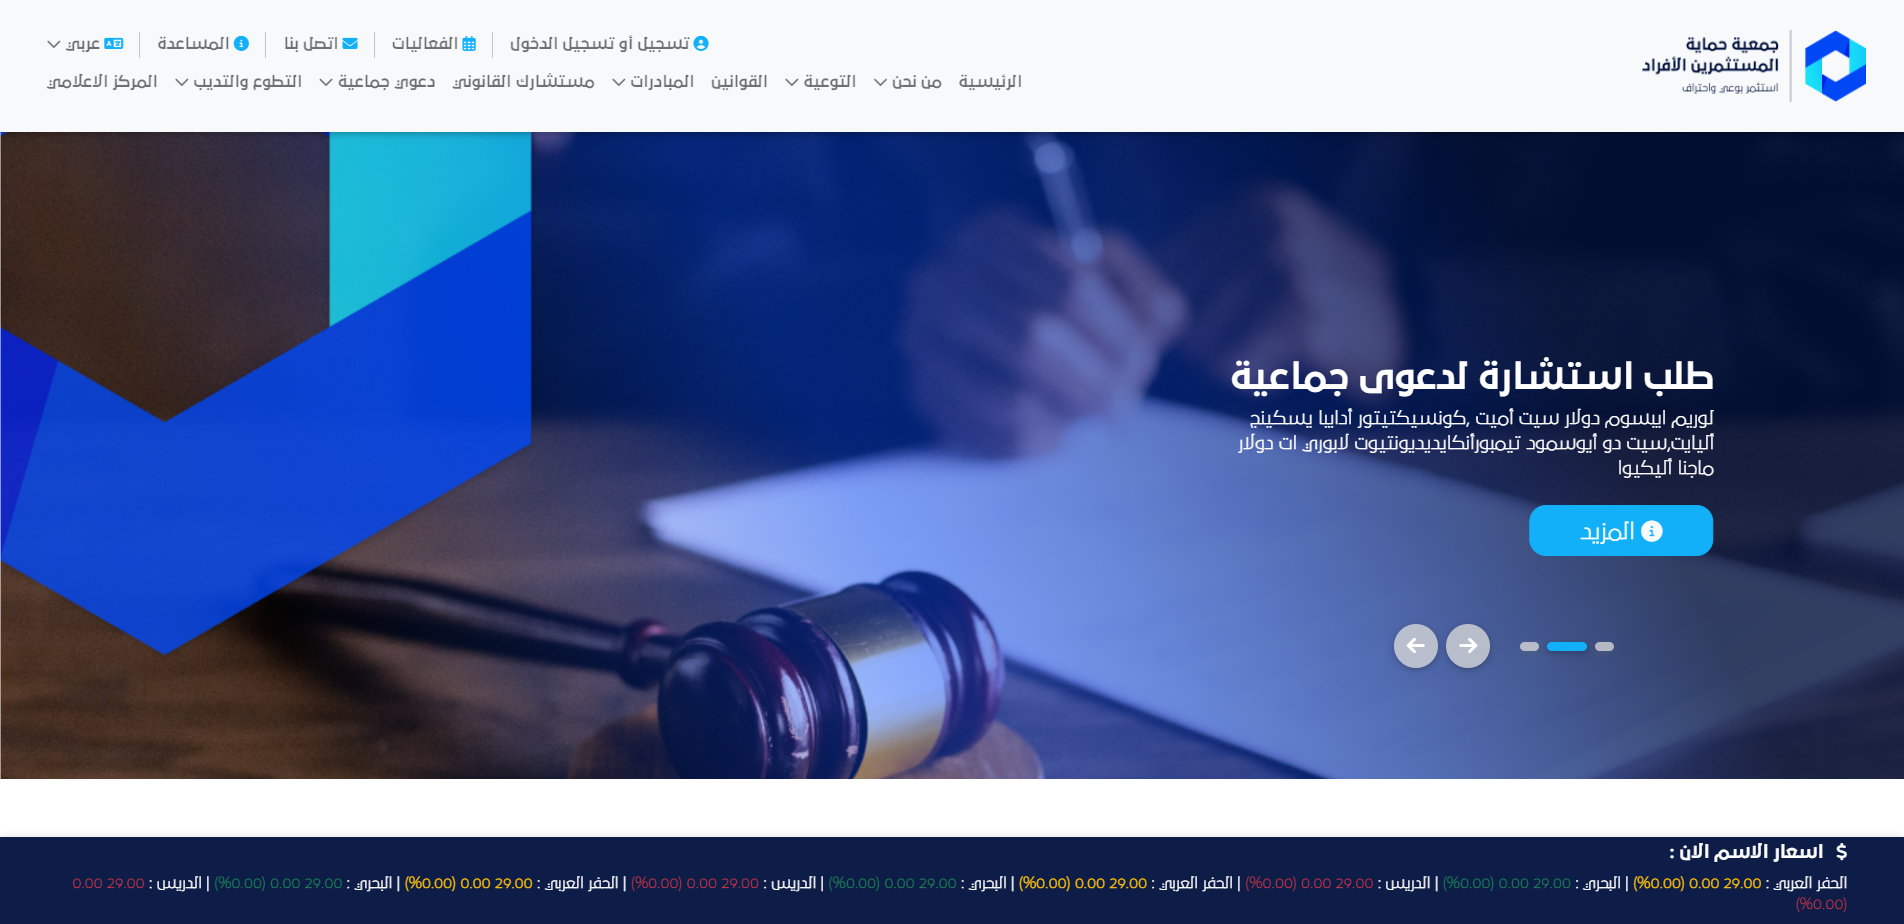 جمعية حماية
المستثمرين الأفراد
استثمر بوعي واحتراف
تسجيل أو تسجيل الدخول
الفعاليات
اتصل بنا
المساعدة
عربي
الرئيسية
من نحن
التوعية
القوانين
المبادرات
مستشارك القانوني
دعوي جماعية
التطوع والتديب
المركز الاعلامي
طلب استشارة لدعوى جماعية
لوريم ايبسوم دولار سيت أميت ,كونسيكتيتور أدايبا يسكينج
أليايت,سيت دو أيوسمود تيمبورأنكايديديونتيوت لابوري ات دولار
ماجنا أليكيوا
المزيد
$ اسعار الاسم الان :
الحفر العربي : 29.00 0.00 (0.00%) | البحري : 29.00 0.00 (0.00%) | الدريس : 29.00 0.00 (0.00%) | الحفر العربي : 29.00 0.00 (0.00%) | البحري : 29.00 0.00 (0.00%) | الدريس : 29.00 0.00 (0.00%) | الحفر العربي : 29.00 0.00 (0.00%) | البحري : 29.00 0.00 (0.00%) | الدريس : 29.00 0.00
(0.00%)